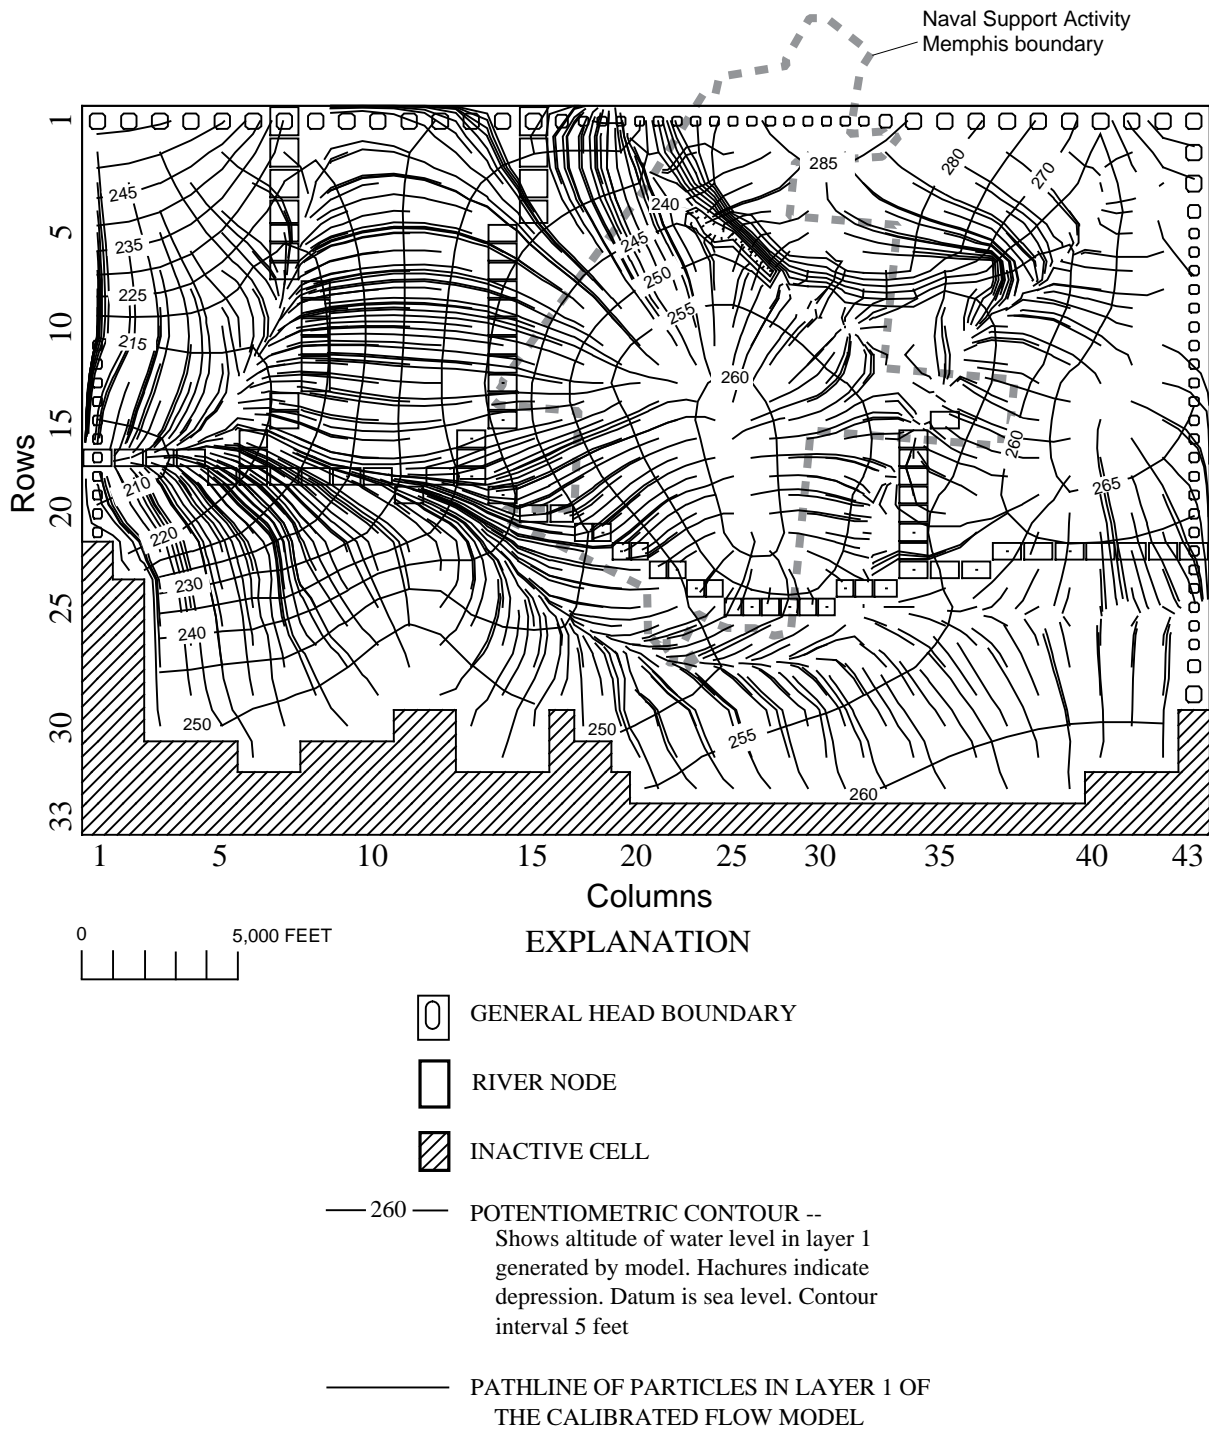 Naval Support Activity
Memphis boundary
1
5
10
15
20
25
30
33
Rows
285
280
270
245
240
235
245
225
250
215
255
260
260
265
210
220
230
240
250
250
255
260
1 5 10 15 20 25 30 35 40 43
Columns
0 5,000 FEET
EXPLANATION
GENERAL HEAD BOUNDARY
RIVER NODE
INACTIVE CELL
260
POTENTIOMETRIC CONTOUR --
Shows altitude of water level in layer 1
generated by model. Hachures indicate
depression. Datum is sea level. Contour
interval 5 feet
PATHLINE OF PARTICLES IN LAYER 1 OF
THE CALIBRATED FLOW MODEL